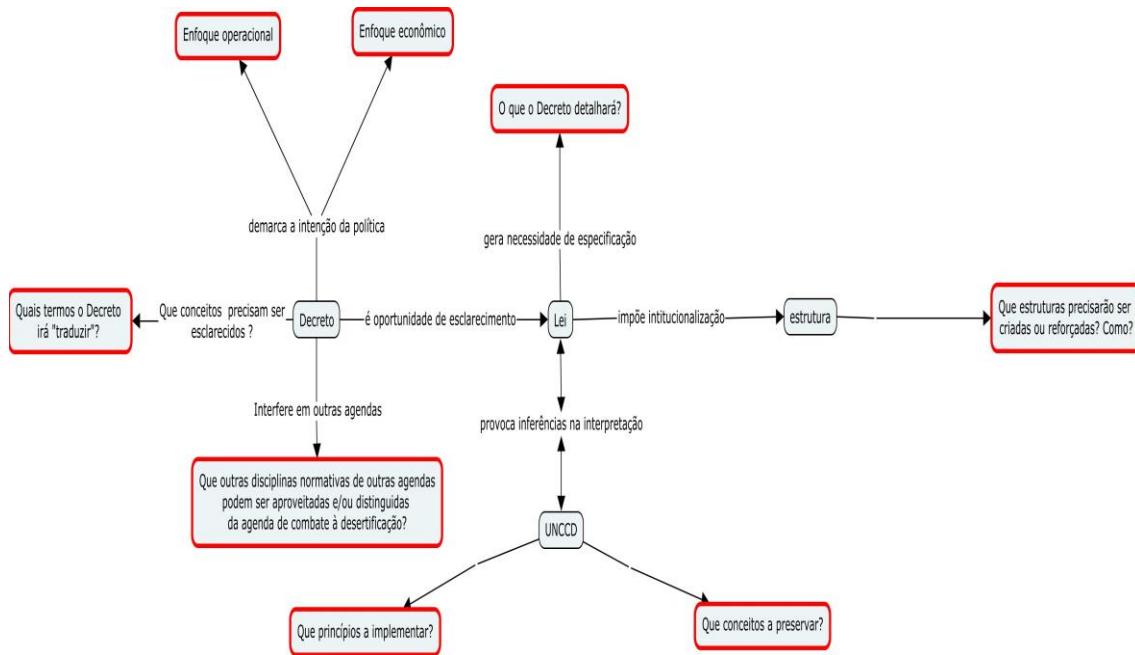 Enfoque operacional
Enfoque econômico
O que o Decreto detalhará?
demarca a intenção da política
gera necessidade de especificação
Quais termos o Decreto
irá "traduzir"?
Que conceitos precisam ser
esclarecidos ?
Decreto
é oportunidade de esclarecimento
Lei
impõe intitucionalização
estrutura
Que estruturas precisarão ser
criadas ou reforçadas? Como?
Interfere em outras agendas
provoca inferências na interpretação
Que outras disciplinas normativas de outras agendas
podem ser aproveitadas e/ou distinguidas
da agenda de combate à desertificação?
UNCCD
Que princípios a implementar?
Que conceitos a preservar?